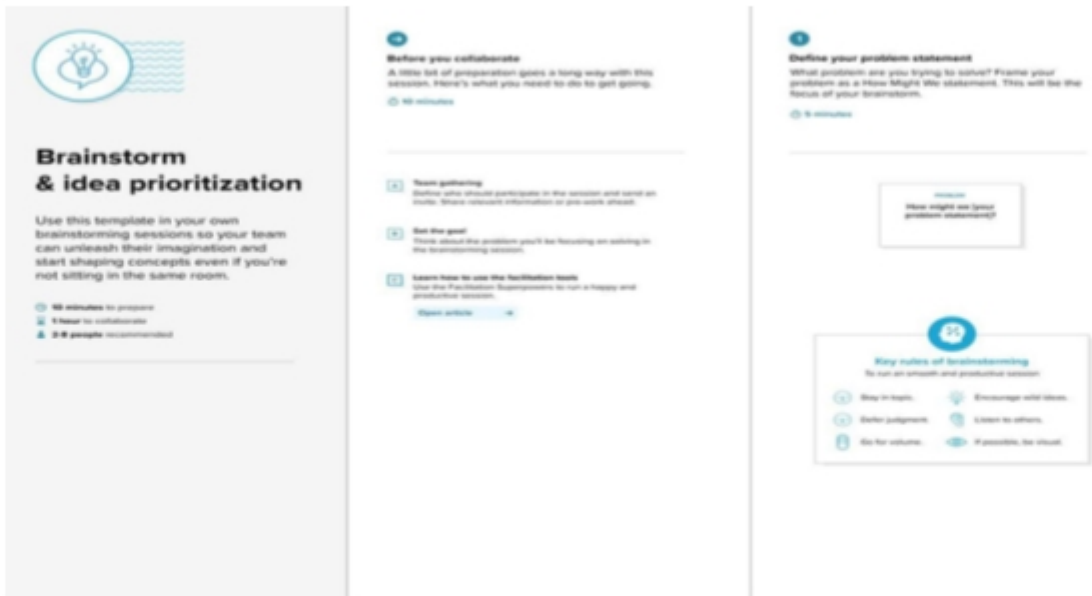 Brainstorm
& idea prioritization
Use this template in your own
brainstorming sessions so your team
can unleash their imagination and
start shaping concepts even if you're
not sitting in the same room.
10 minutes to prepare
1 hour to collaborate
2-8 people recommended
Before you collaborate
A little bit of preparation goes a long way with this
session. Here's what you need to do to get going.
10 minutes
A
Team gathering
Define who should participate in the session and send an
invite. Share relevant information or pre-work ahead.
B
Set the goal
Think about the problem you'll be focusing on solving in
the brainstorming session.
C
Learn how to use the facilitation tools
Use the Facilitation Superpowers to run a happy and
productive session.
Open article
1
Define your problem statement
What problem are you trying to solve? Frame your
problem as a How Might We statement. This will be the
focus of your brainstorm.
5 minutes
PROBLEM
How might we [your
problem statement]?
Key rules of brainstorming
To run an smooth and productive session
Stay in topic.
Encourage wild ideas.
Defer judgment.
Listen to others.
Go for volume.
If possible, be visual.